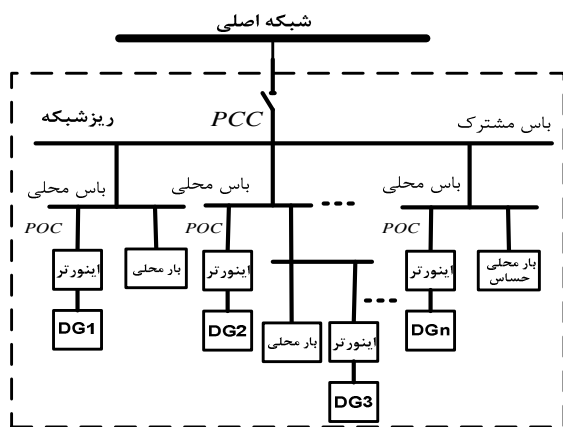 شبکه اصلی
ریزشبکه
PCC
باس مشترک
باس محلی
باس محلی
باس محلی
POC
POC
POC
اینورتر
بار محلی
اینورتر
اینورتر
بار محلی
حساس
DG1
DG2
بار محلی
اینورتر
DGn
DG3